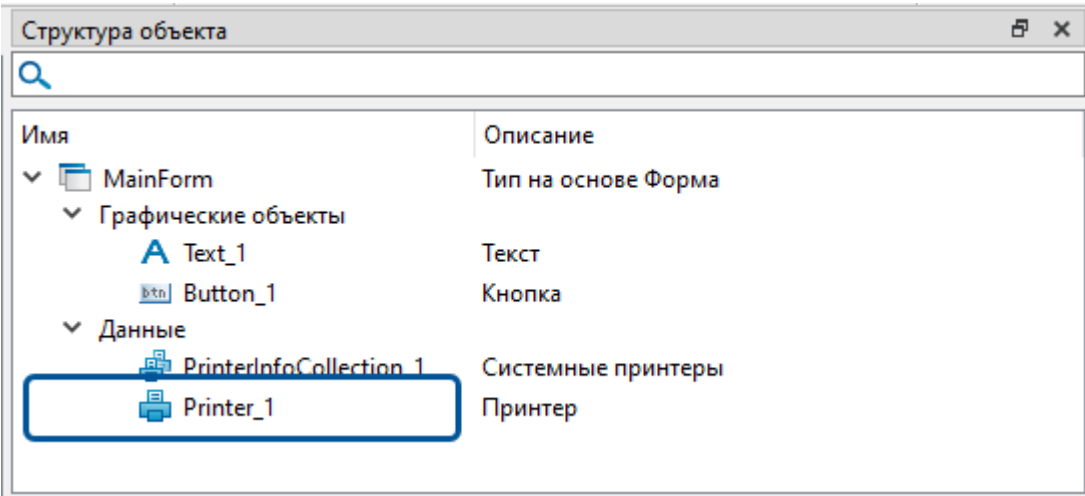 Структура объекта
Имя Описание
MainForm Тип на основе Форма
Графические объекты
Text_1 Текст
btn Button_1 Кнопка
Данные
PrinterInfoCollection_1 Системные принтеры
Printer_1 Принтер